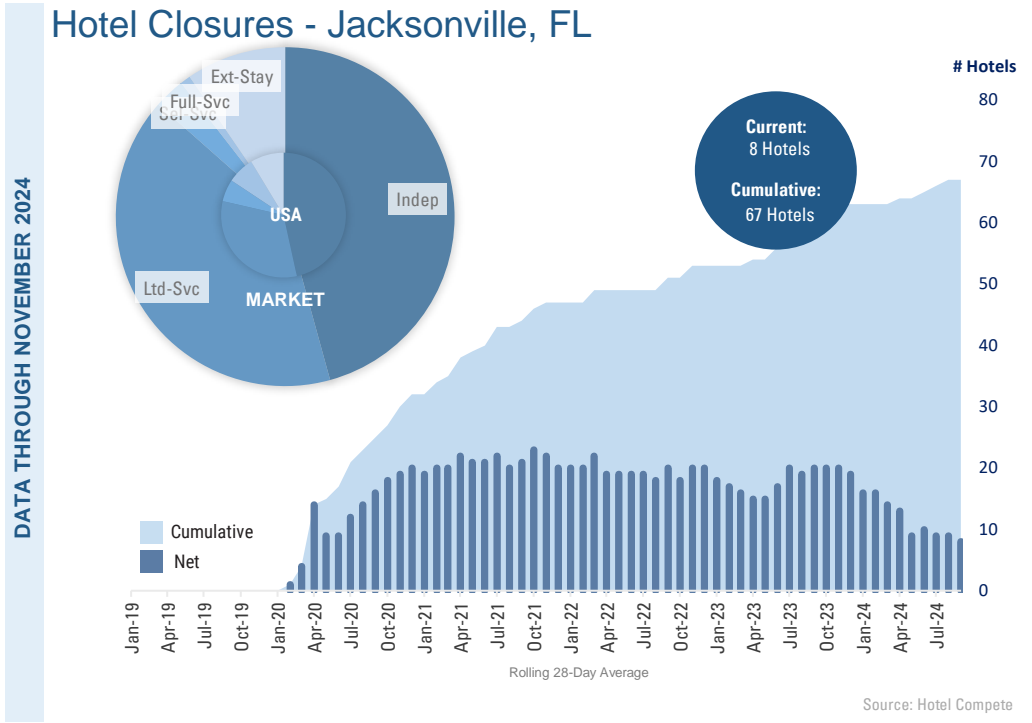 Hotel Closures - Jacksonville, FL
DATA THROUGH NOVEMBER 2024
Ext-Stay
Full-Svc
Sel-Svc
Indep
Ltd-Svc
USA
MARKET
Current:
8 Hotels
Cumulative:
67 Hotels
# Hotels
80
70
60
50
40
30
20
10
0
Cumulative
Net
Jan-19
Apr-19
Jul-19
Oct-19
Jan-20
Apr-20
Jul-20
Oct-20
Jan-21
Apr-21
Jul-21
Oct-21
Jan-22
Apr-22
Jul-22
Oct-22
Jan-23
Apr-23
Jul-23
Oct-23
Jan-24
Apr-24
Jul-24
Rolling 28-Day Average
Source: Hotel Compete